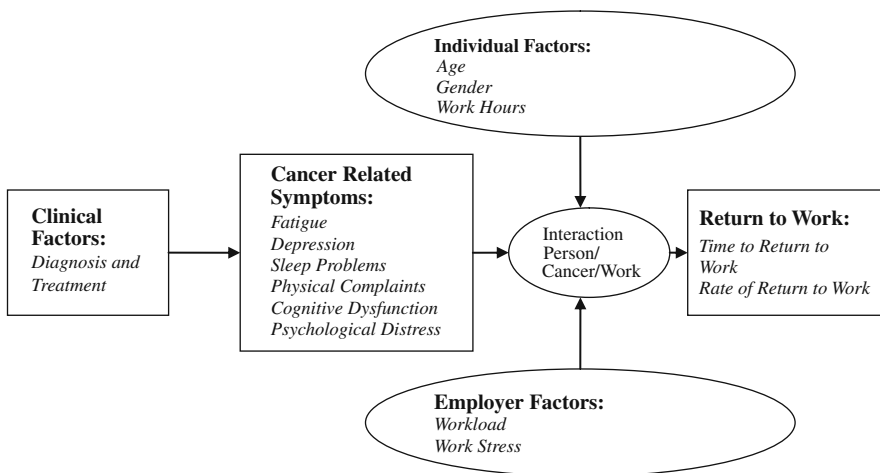 Individual Factors:
Age
Gender
Work Hours
Clinical
Factors:
Diagnosis and
Treatment
Cancer Related
Symptoms:
Fatigue
Depression
Sleep Problems
Physical Complaints
Cognitive Dysfunction
Psychological Distress
Interaction
Person/
Cancer/Work
Return to Work:
Time to Return to
Work
Rate of Return to Work
Employer Factors:
Workload
Work Stress